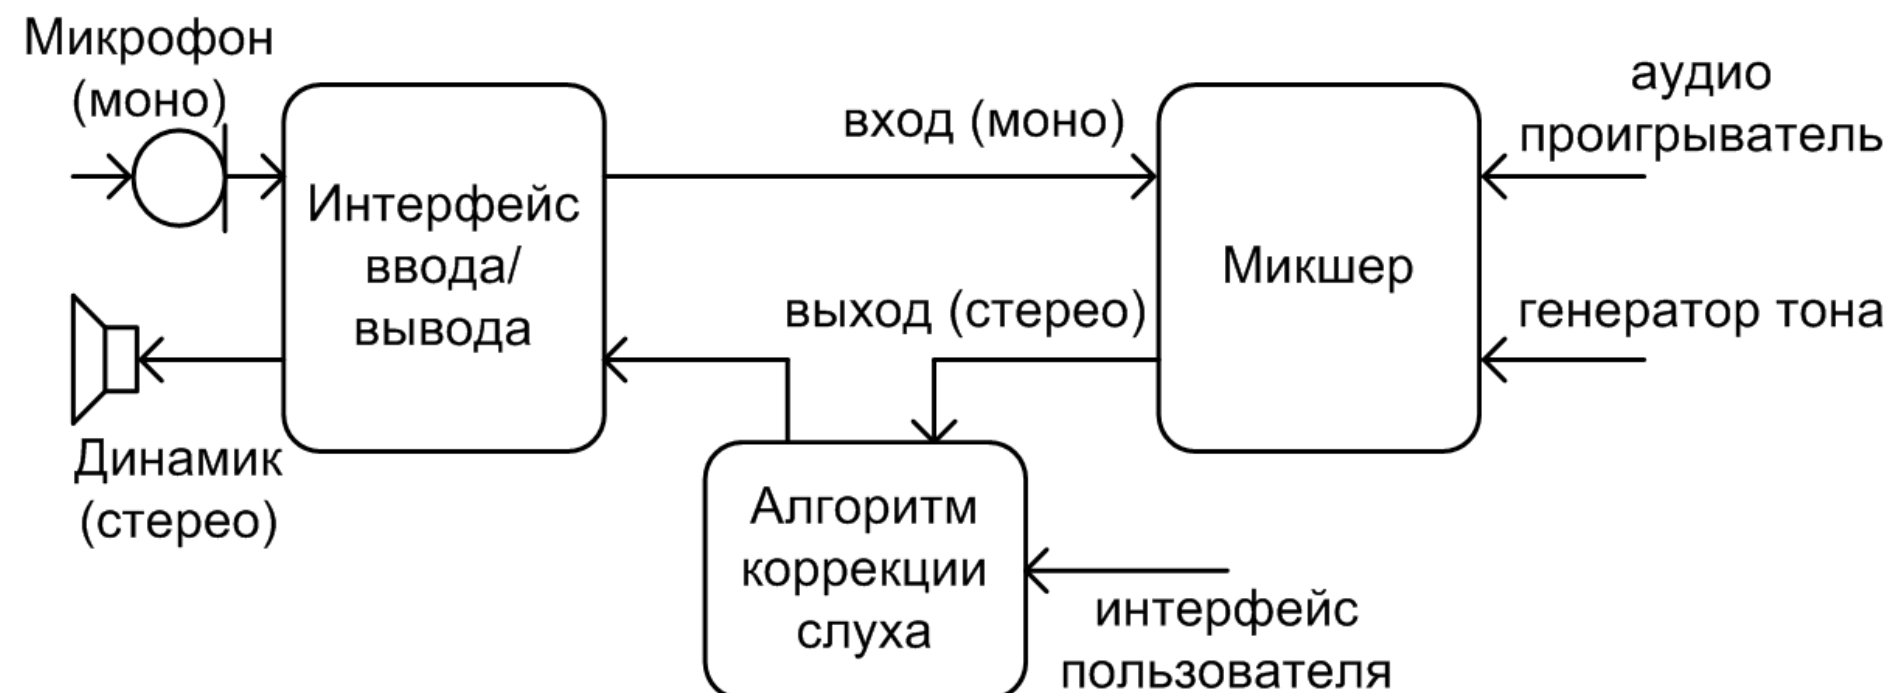 Микрофон
(моно)
Интерфейс
ввода/
вывода
Динамик
(стерео)
вход (моно)
выход (стерео)
Микшер
аудио
проигрыватель
генератор тона
Алгоритм
коррекции
слуха
интерфейс
пользователя